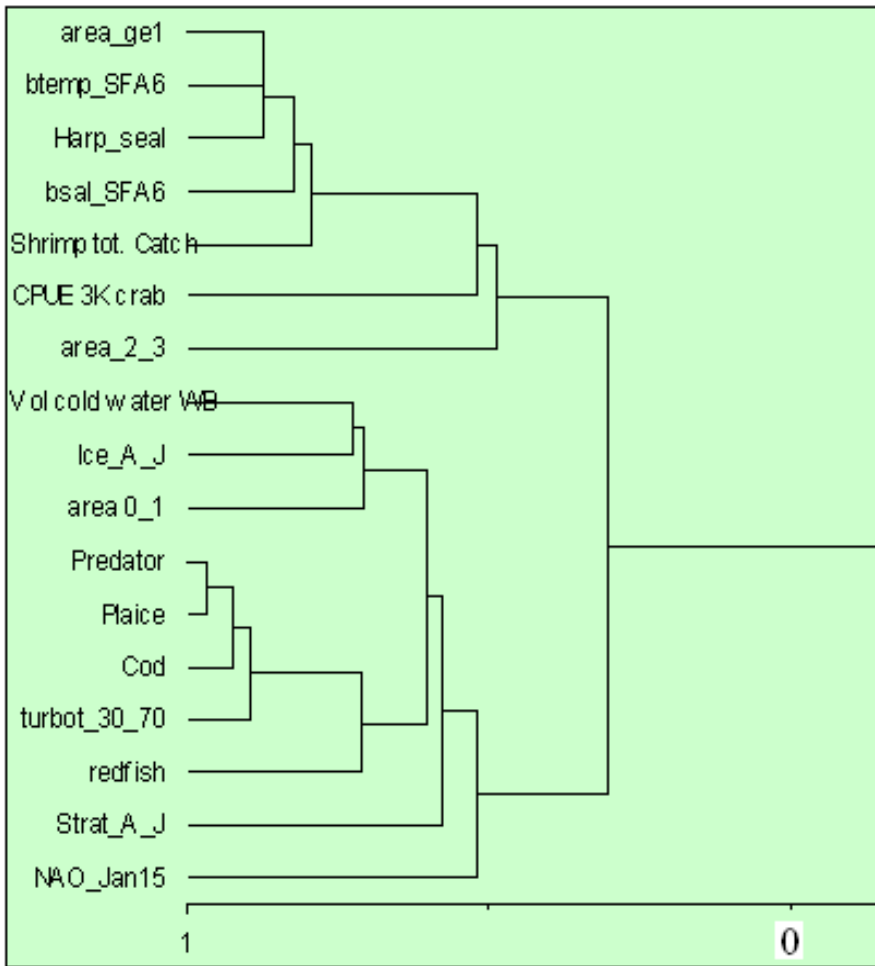 area_ge1
btemp_SFA6
Harp_seal
bsal_SFA6
Shrimp tot. Catch
CPUE 3K crab
area_2_3
Vol cold water WB
Ice_A_J
area 0_1
Predator
Plaice
Cod
turbot_30_70
redfish
Strat_A_J
NAO_Jan15
1 0